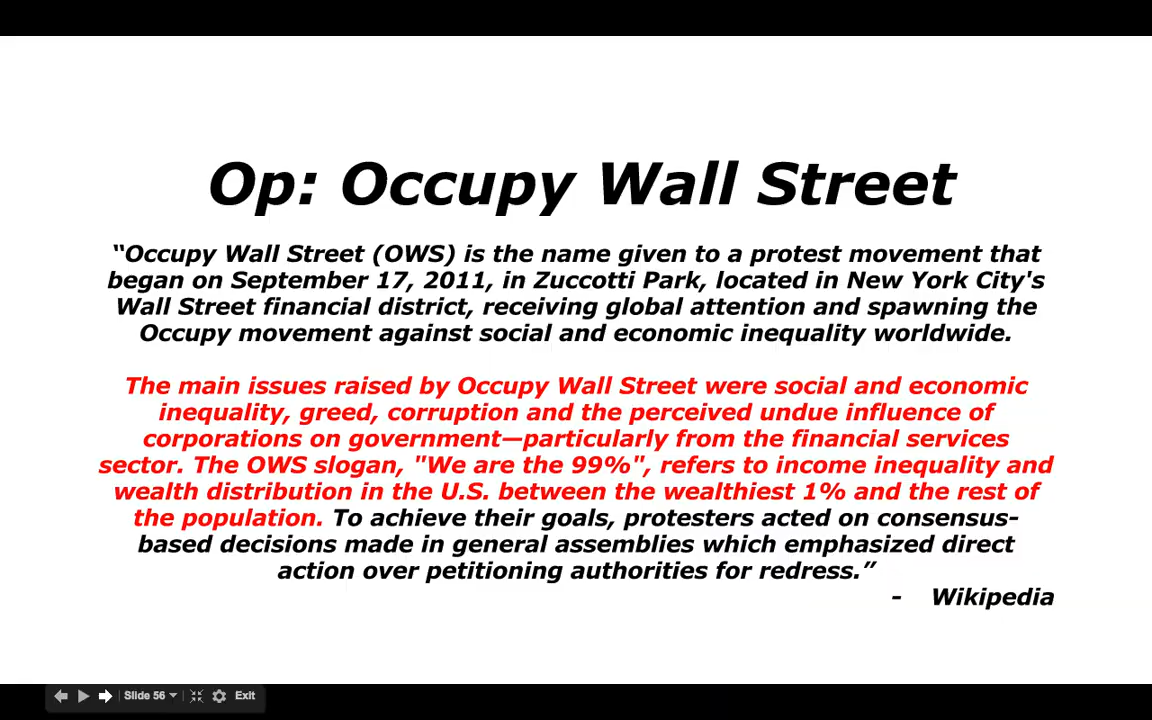 Op: Occupy Wall Street
“Occupy Wall Street (OWS) is the name given to a protest movement that
began on September 17, 2011, in Zuccotti Park, located in New York City's
Wall Street financial district, receiving global attention and spawning the
Occupy movement against social and economic inequality worldwide.
The main issues raised by Occupy Wall Street were social and economic
inequality, greed, corruption and the perceived undue influence of
corporations on government—particularly from the financial services
sector. The OWS slogan, "We are the 99%", refers to income inequality and
wealth distribution in the U.S. between the wealthiest 1% and the rest of
the population. To achieve their goals, protesters acted on consensus-
based decisions made in general assemblies which emphasized direct
action over petitioning authorities for redress.”
- Wikipedia
Slide 56 Exit